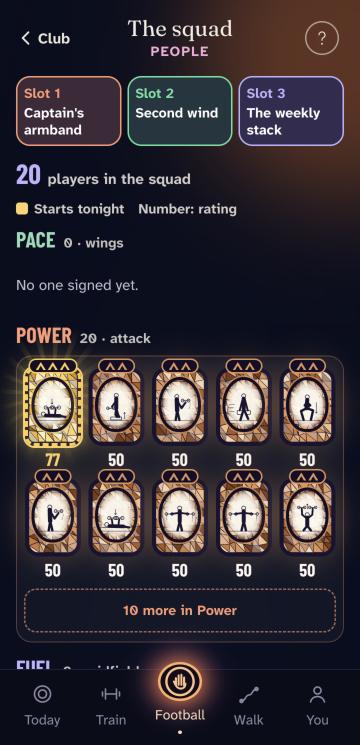 Club
The squad
PEOPLE
?
Slot 1
Captain's
armband
Slot 2
Second wind
Slot 3
The weekly
stack
20 players in the squad
Starts tonight Number: rating
PACE 0 · wings
No one signed yet.
POWER 20 · attack
77 50 50 50 50
50 50 50 50 50
10 more in Power
FUEL
Today
Train
Football
Walk
You